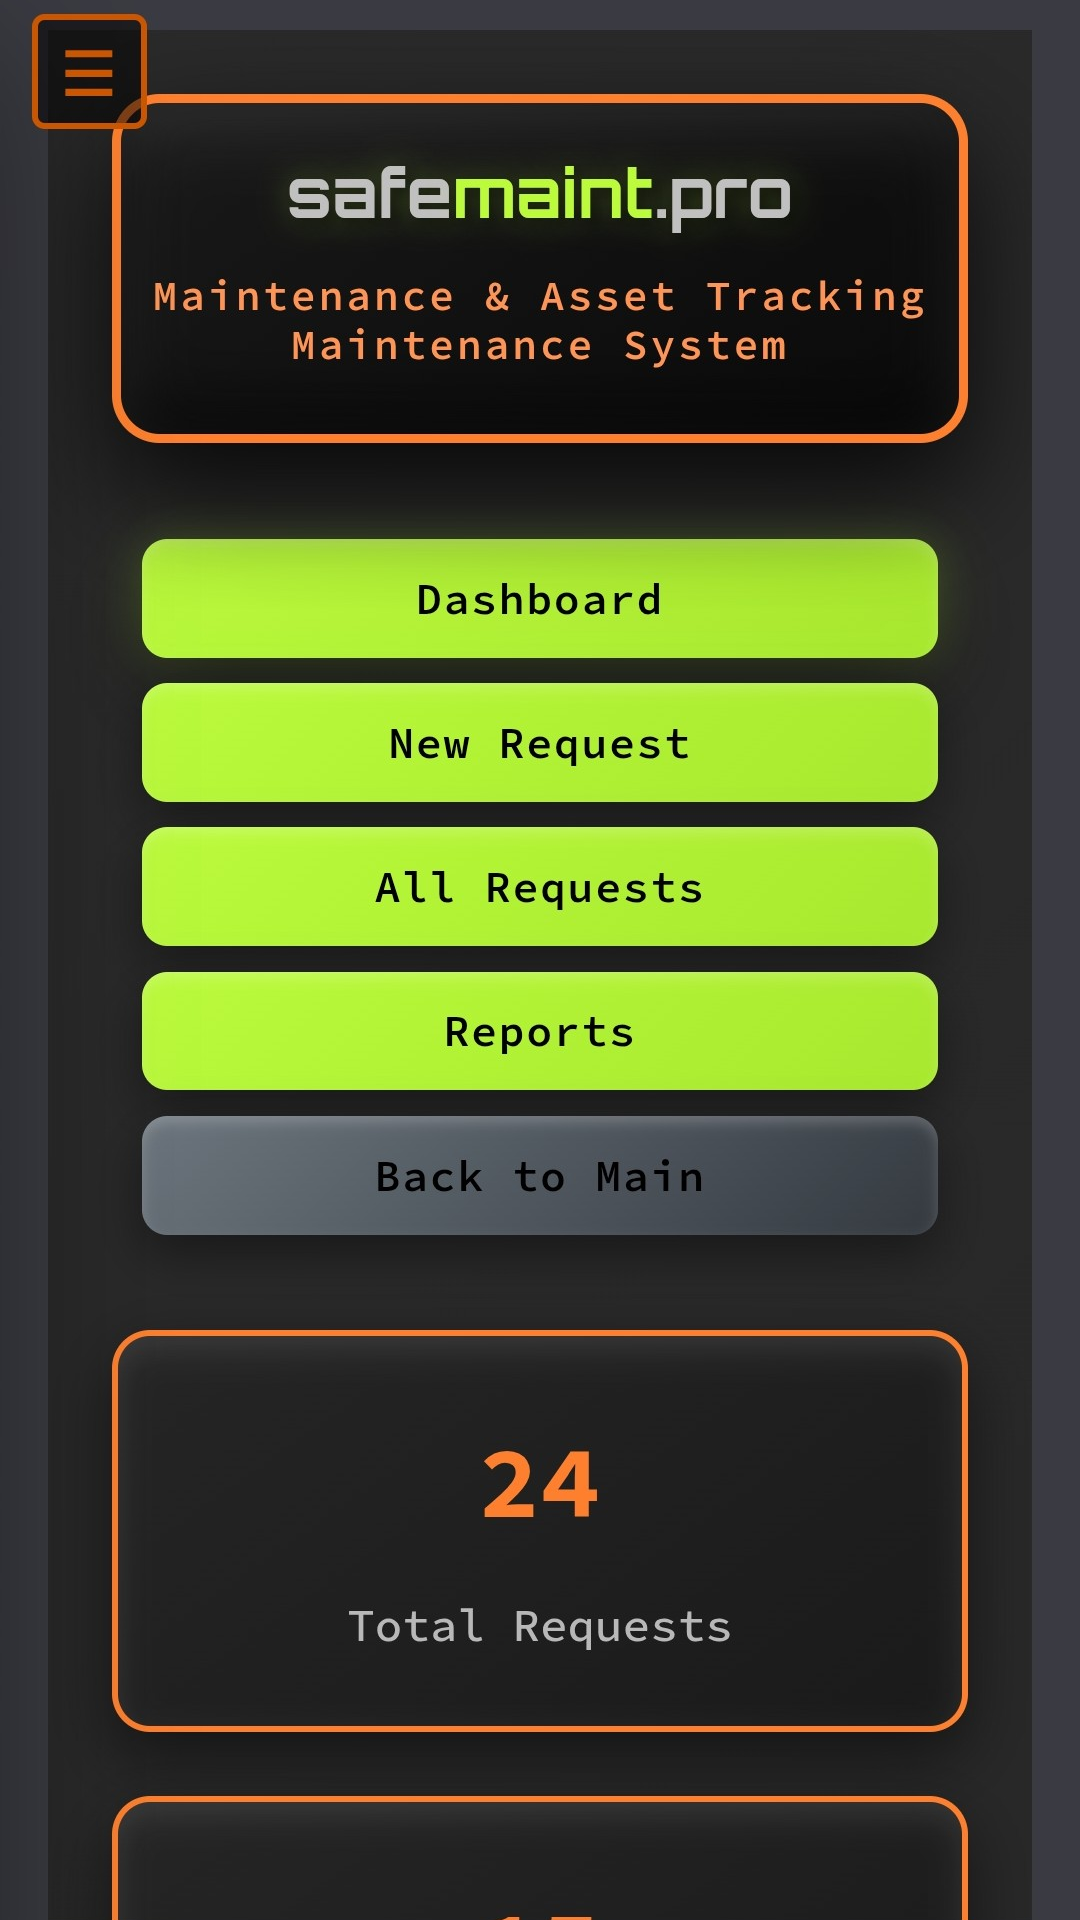 safemaint.pro
Maintenance & Asset Tracking
Maintenance System
Dashboard
New Request
All Requests
Reports
Back to Main
24
Total Requests